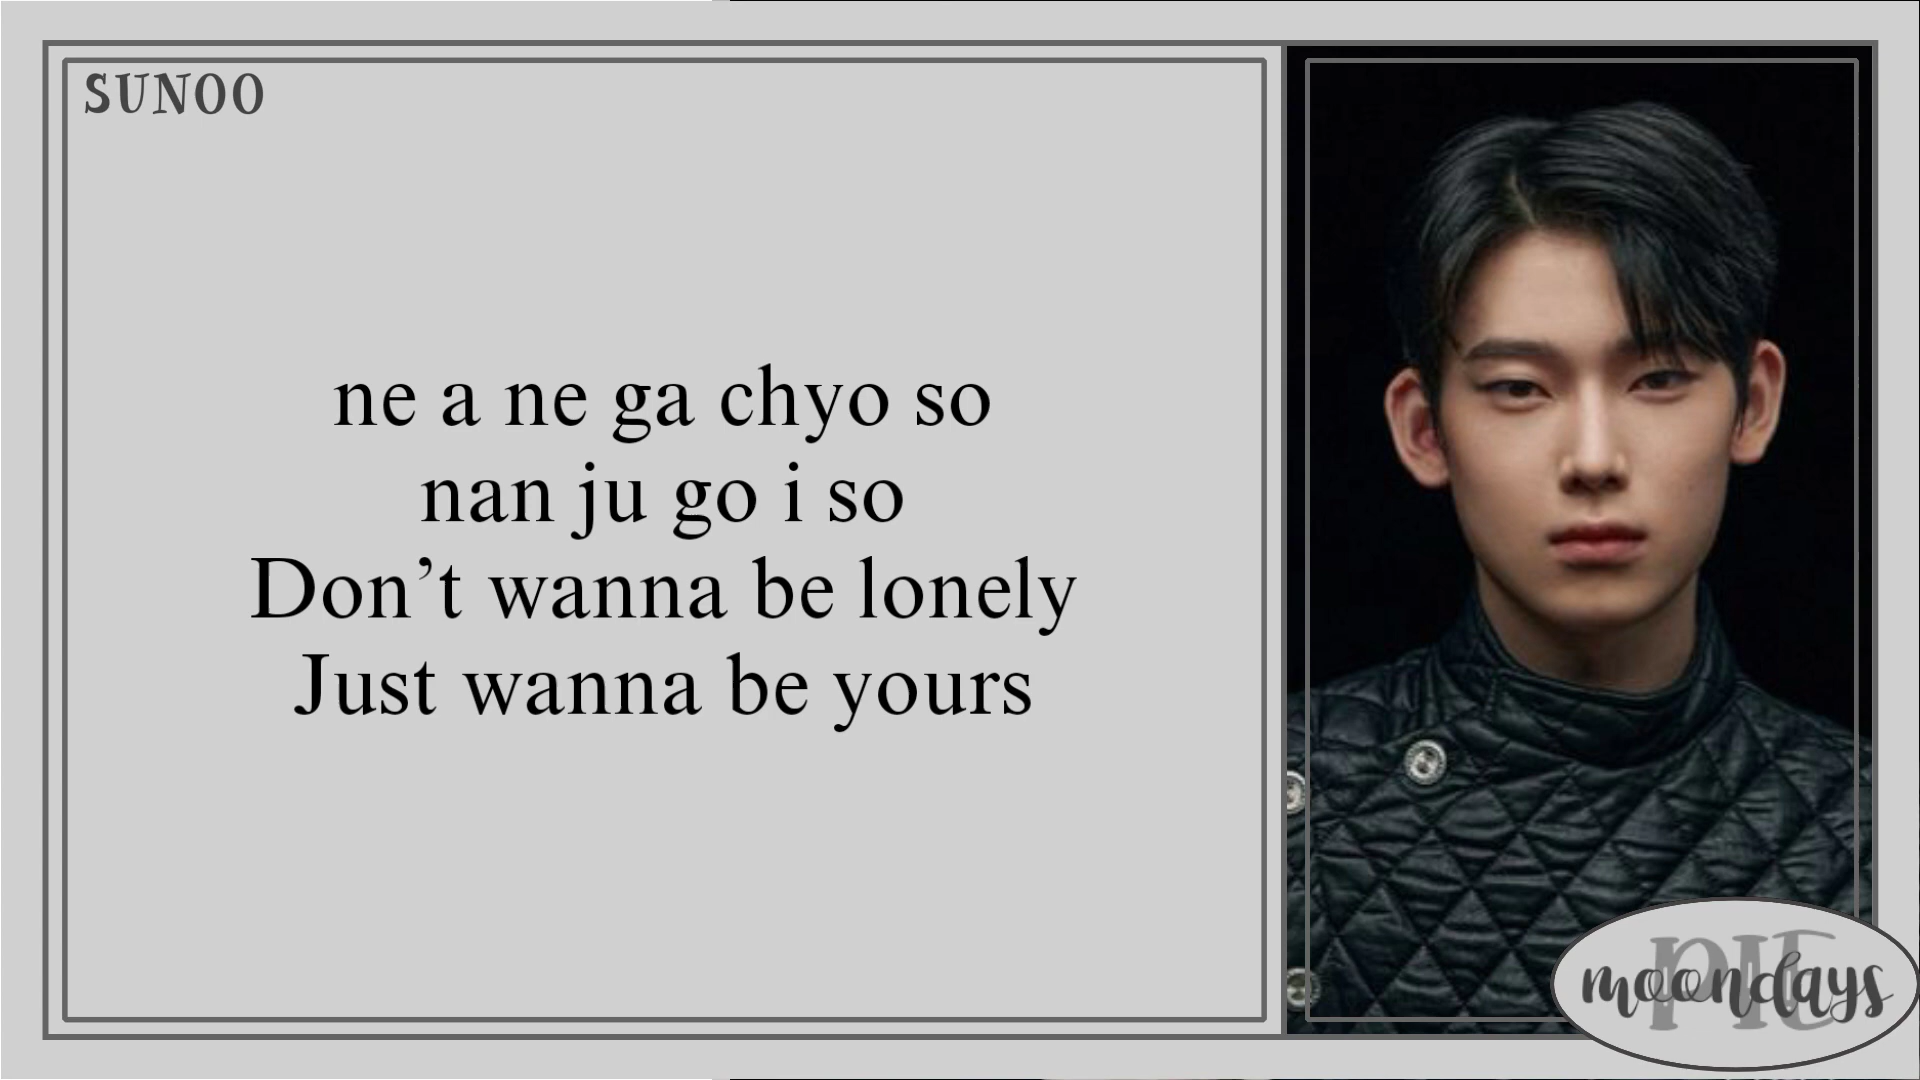 SUNOO
ne a ne ga chyo so
nan ju go i so
Don’t wanna be lonely
Just wanna be yours
PIT
moondays